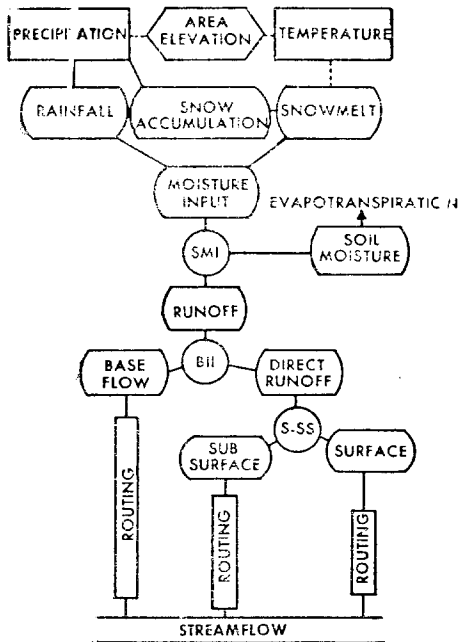 PRECIPITATION
AREA
ELEVATION
TEMPERATURE
RAINFALL
SNOW
ACCUMULATION
SNOWMELT
MOISTURE
INPUT
EVAPOTRANSPIRATION
SMI
SOIL
MOISTURE
RUNOFF
BASE
FLOW
BII
DIRECT
RUNOFF
S-SS
SUB
SURFACE
SURFACE
ROUTING
ROUTING
ROUTING
STREAMFLOW